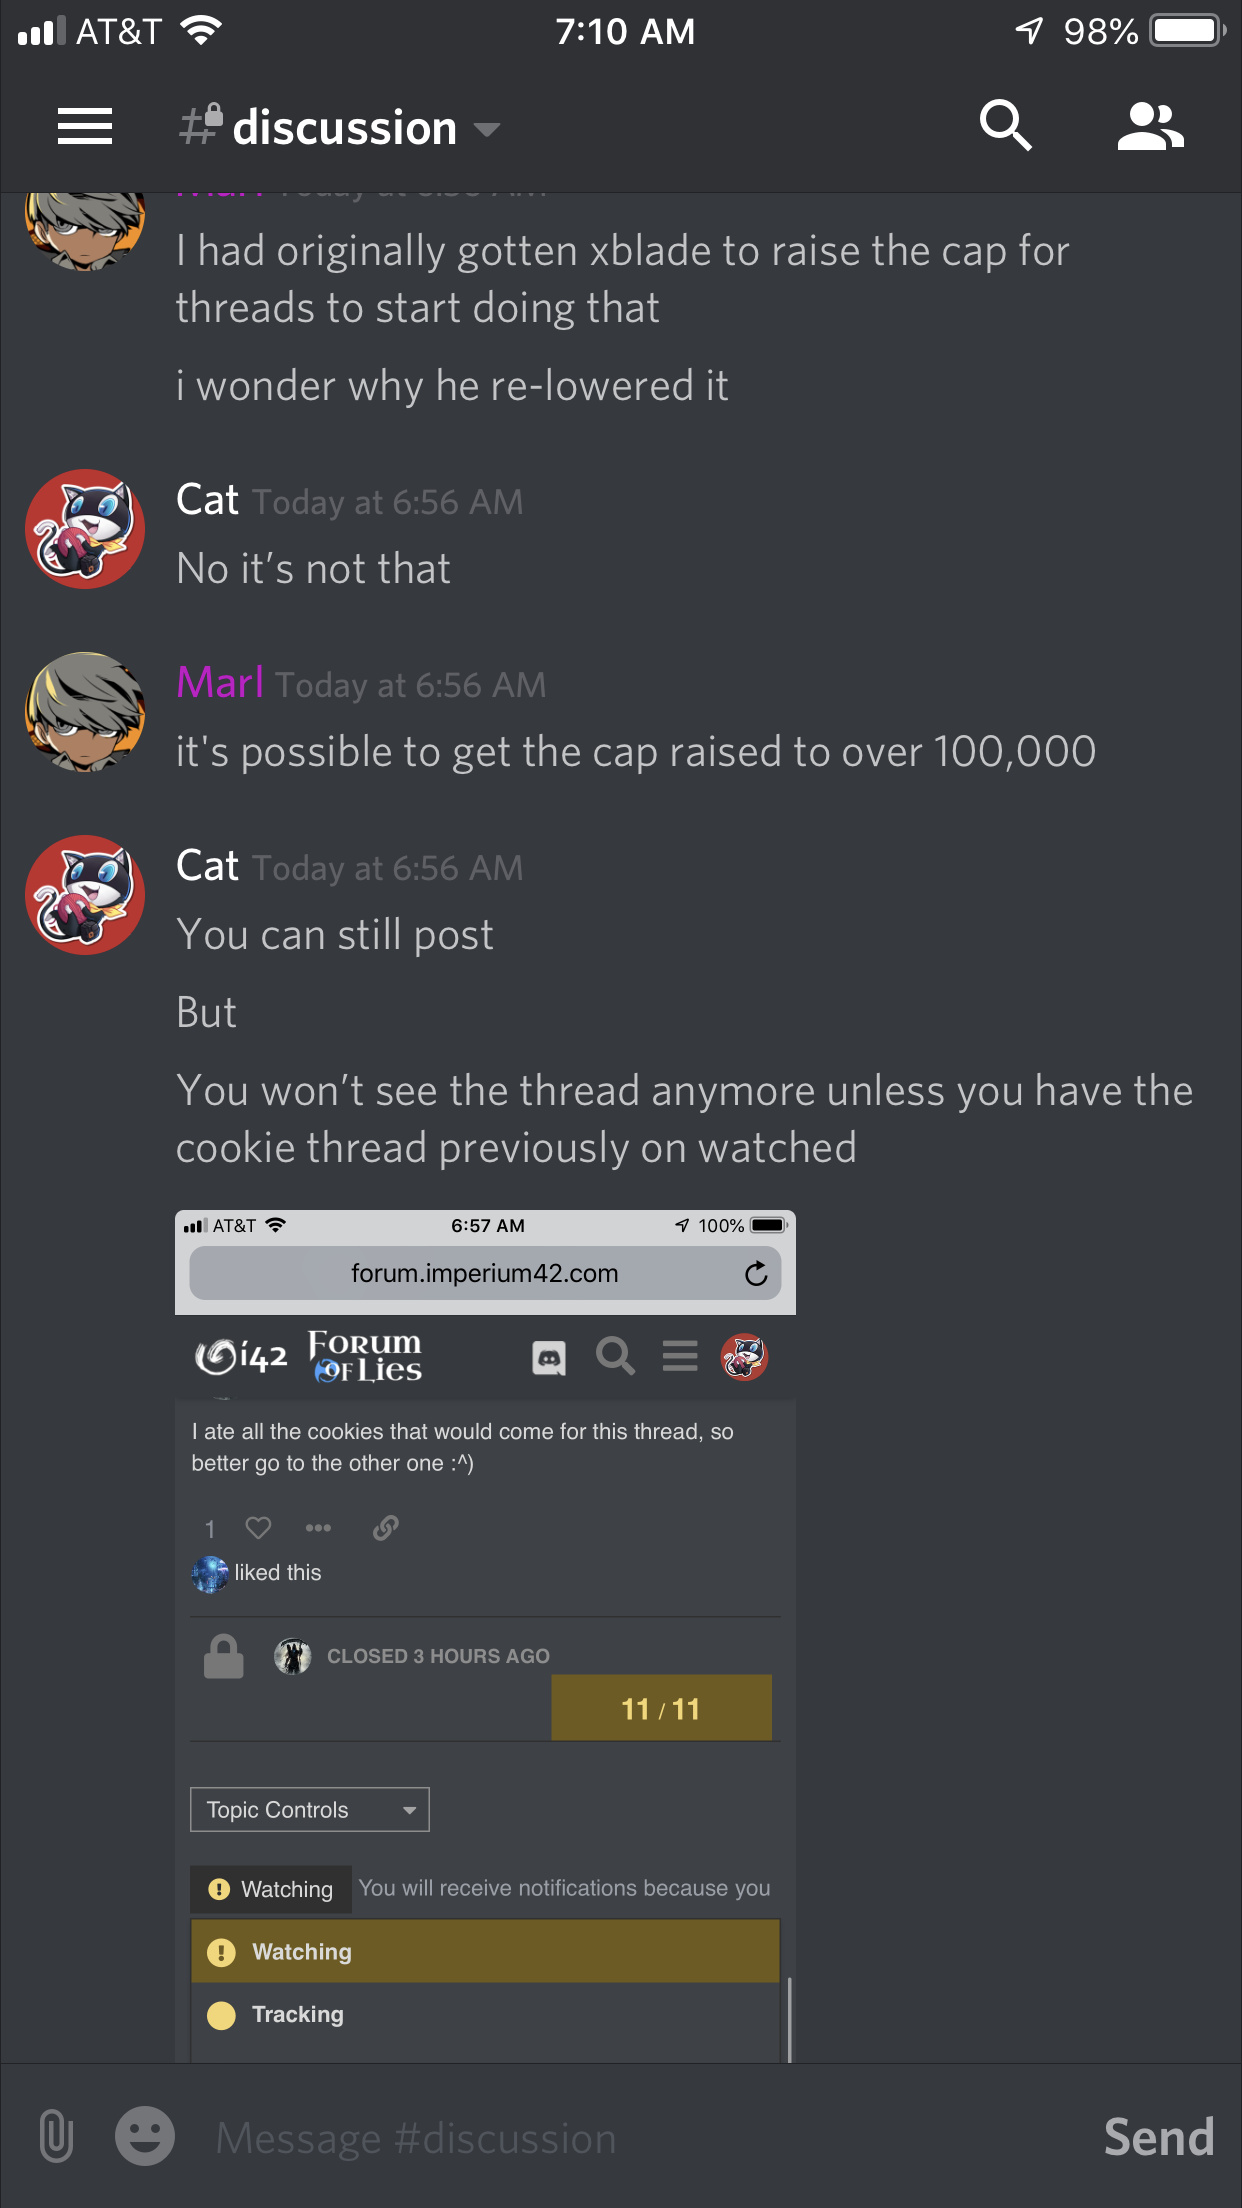 AT&T 7:10 AM 98%
# discussion
Marl Today at 6:56 AM
I had originally gotten xblade to raise the cap for
threads to start doing that
i wonder why he re-lowered it
Cat Today at 6:56 AM
No it’s not that
Marl Today at 6:56 AM
it's possible to get the cap raised to over 100,000
Cat Today at 6:56 AM
You can still post
But
You won’t see the thread anymore unless you have the
cookie thread previously on watched
AT&T 6:57 AM 100%
forum.imperium42.com
i42 FORUM
OF LIES
I ate all the cookies that would come for this thread, so
better go to the other one :^)
1
liked this
CLOSED 3 HOURS AGO
11 / 11
Topic Controls
Watching You will receive notifications because you
Watching
Tracking
Message #discussion Send